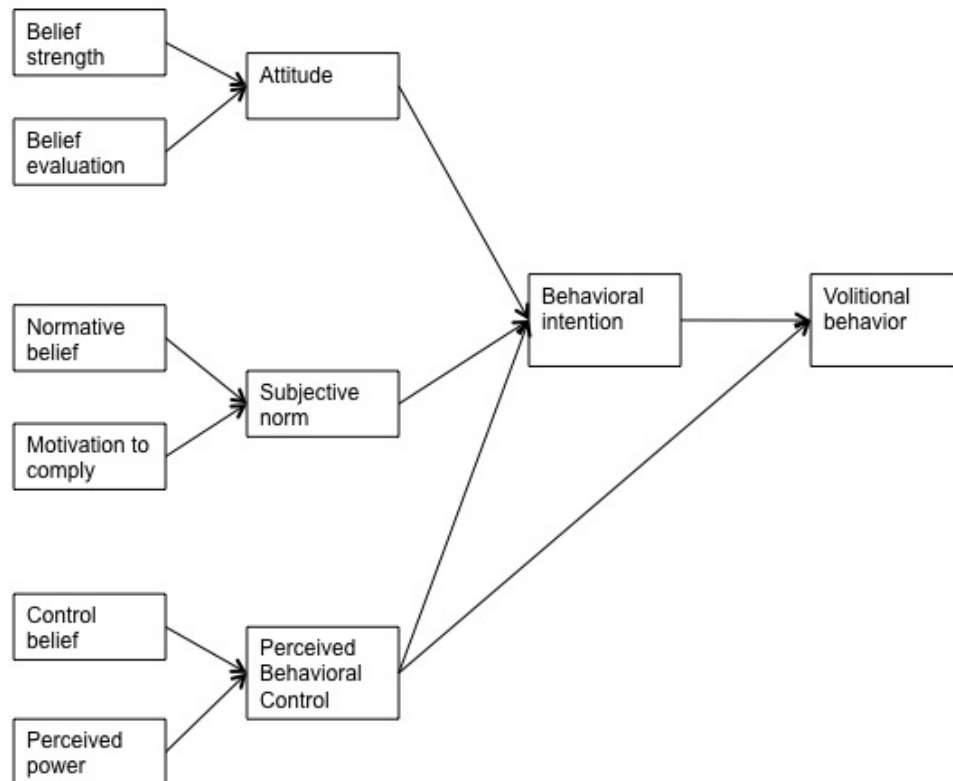 Belief
strength
Attitude
Belief
evaluation
Normative
belief
Subjective
norm
Motivation to
comply
Behavioral
intention
Volitional
behavior
Control
belief
Perceived
Behavioral
Control
Perceived
power